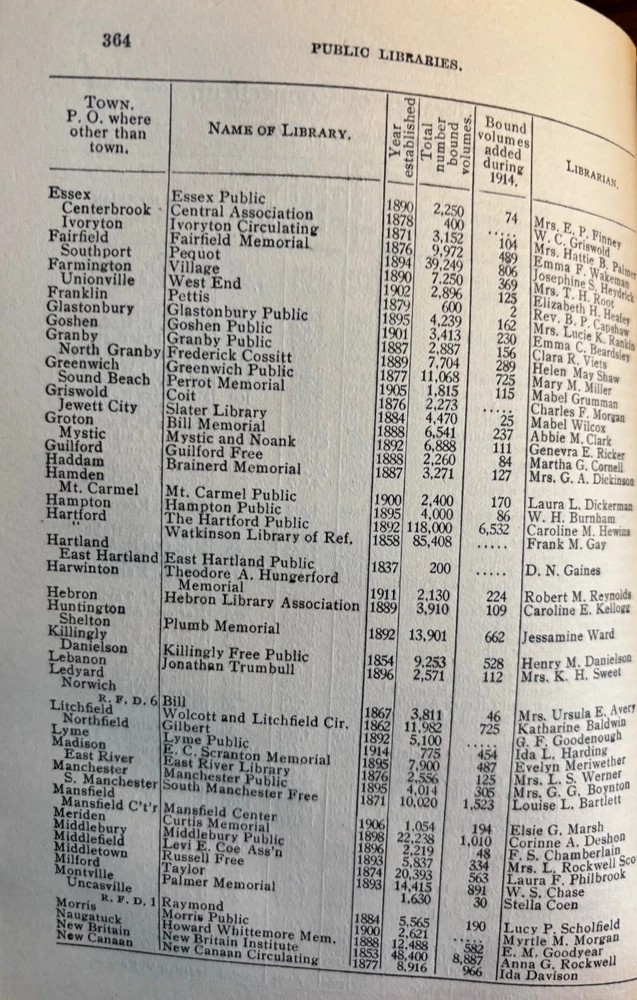 364
PUBLIC LIBRARIES.
TOWN. P. O. where other than town. NAME OF LIBRARY. Year established Total number bound volumes. Bound volumes added during 1914. LIBRARIAN.
Essex Essex Public 1890 2,250 74 Mrs. E. P. Finney
Centerbrook Central Association 1878 400 ..... W. C. Griswold
Ivoryton Ivoryton Circulating 1871 3,152 104 Mrs. Hattie B. Palmer
Fairfield Fairfield Memorial 1876 9,972 489 Emma F. Wakeman
Southport Pequot 1894 39,249 806 Josephine S. Heydrick
Farmington Village 1890 7,250 369 Mrs. T. H. Root
Unionville West End 1902 2,896 125 Elizabeth H. Healey
Franklin Pettis 1879 600 2 Rev. B. P. Capshaw
Glastonbury Glastonbury Public 1895 4,239 162 Mrs. Lucie K. Rankin
Goshen Goshen Public 1901 3,413 230 Emma C. Beardsley
Granby Granby Public 1887 2,887 156 Clara R. Viets
North Granby Frederick Cossitt 1889 7,704 289 Helen May Shaw
Greenwich Greenwich Public 1877 11,068 725 Mary M. Miller
Sound Beach Perrot Memorial 1905 1,815 115 Mabel Grumman
Griswold Coit 1876 2,273 ..... Charles F. Morgan
Jewett City Slater Library 1884 4,470 25 Mabel Wilcox
Groton Bill Memorial 1888 6,541 237 Abbie M. Clark
Mystic Mystic and Noank 1892 6,888 111 Genevra E. Ricker
Guilford Guilford Free 1888 2,260 84 Martha G. Cornell
Haddam Brainerd Memorial 1887 3,271 127 Mrs. G. A. Dickinson
Hamden
Mt. Carmel Mt. Carmel Public 1900 2,400 170 Laura L. Dickerman
Hampton Hampton Public 1895 4,000 86 W. H. Burnham
Hartford The Hartford Public 1892 118,000 6,532 Caroline M. Hewins
Watkinson Library of Ref. 1858 85,408 ..... Frank M. Gay
Hartland
East Hartland East Hartland Public 1837 200 ..... D. N. Gaines
Harwinton Theodore A. Hungerford
Memorial 1911 2,130 224 Robert M. Reynolds
Hebron Hebron Library Association 1889 3,910 109 Caroline E. Kellogg
Huntington
Shelton Plumb Memorial 1892 13,901 662 Jessamine Ward
Killingly
Danielson Killingly Free Public 1854 9,253 528 Henry M. Danielson
Lebanon Jonathan Trumbull 1896 2,571 112 Mrs. K. H. Sweet
Ledyard
Norwich
R. F. D. 6 Bill 1867 3,811 46 Mrs. Ursula E. Avery
Litchfield Wolcott and Litchfield Cir. 1862 11,982 725 Katharine Baldwin
Northfield Gilbert 1892 5,100 ..... G. F. Goodenough
Lyme Lyme Public 1914 775 454 Ida L. Harding
Madison E. C. Scranton Memorial 1895 7,900 487 Evelyn Meriwether
East River East River Library 1876 2,556 125 Mrs. L. S. Werner
Manchester Manchester Public 1895 4,014 305 Mrs. G. G. Boynton
S. Manchester South Manchester Free 1871 10,020 1,523 Louise L. Bartlett
Mansfield
Mansfield C't'r Mansfield Center 1906 1,054 194 Elsie G. Marsh
Meriden Curtis Memorial 1898 22,238 1,010 Corinne A. Deshon
Middlebury Middlebury Public 1896 2,219 48 F. S. Chamberlain
Middlefield Levi E. Coe Ass'n 1893 5,837 334 Mrs. L. Rockwell Sco
Middletown Russell Free 1874 20,393 563 Laura F. Philbrook
Milford Taylor 1893 14,415 891 W. S. Chase
Montville Palmer Memorial 1,630 30 Stella Coen
Uncasville
R. F. D. 1 Raymond 1884 5,565 190 Lucy P. Scholfield
Morris Morris Public 1900 2,621 ..... Myrtle M. Morgan
Naugatuck Howard Whittemore Mem. 1888 12,488 582 E. M. Goodyear
New Britain New Britain Institute 1853 48,400 8,887 Anna G. Rockwell
New Canaan New Canaan Circulating 1877 8,916 966 Ida Davison